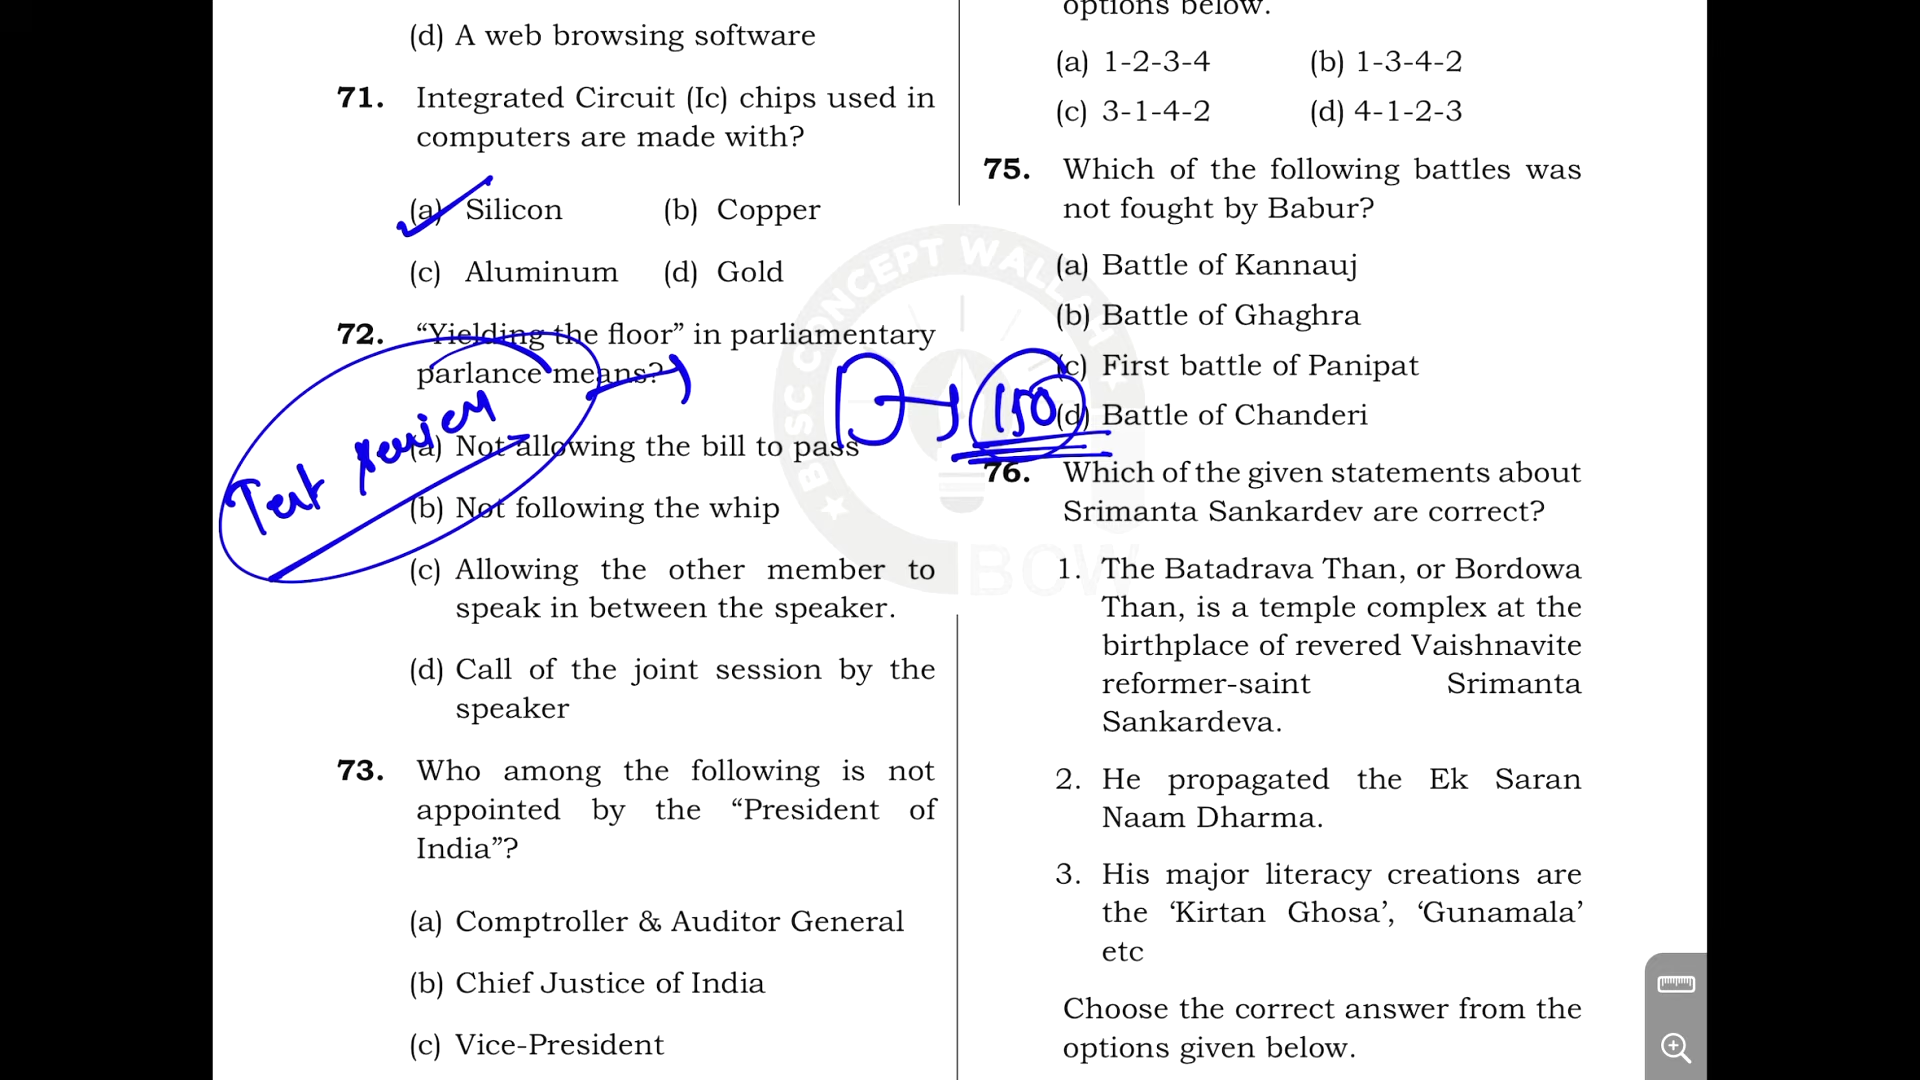 (d) A web browsing software
71. Integrated Circuit (Ic) chips used in
computers are made with?
(a) Silicon (b) Copper
(c) Aluminum (d) Gold
72. “Yielding the floor” in parliamentary
parlance means?
(a) Not allowing the bill to pass
(b) Not following the whip
(c) Allowing the other member to
speak in between the speaker.
(d) Call of the joint session by the
speaker
73. Who among the following is not
appointed by the “President of
India”?
(a) Comptroller & Auditor General
(b) Chief Justice of India
(c) Vice-President
options below.
(a) 1-2-3-4 (b) 1-3-4-2
(c) 3-1-4-2 (d) 4-1-2-3
75. Which of the following battles was
not fought by Babur?
(a) Battle of Kannauj
(b) Battle of Ghaghra
(c) First battle of Panipat
(d) Battle of Chanderi
76. Which of the given statements about
Srimanta Sankardev are correct?
1. The Batadrava Than, or Bordowa
Than, is a temple complex at the
birthplace of revered Vaishnavite
reformer-saint Srimanta
Sankardeva.
2. He propagated the Ek Saran
Naam Dharma.
3. His major literacy creations are
the ‘Kirtan Ghosa’, ‘Gunamala’
etc
Choose the correct answer from the
options given below.
Test
150
BSC CONCEPT WALLAH
BCW